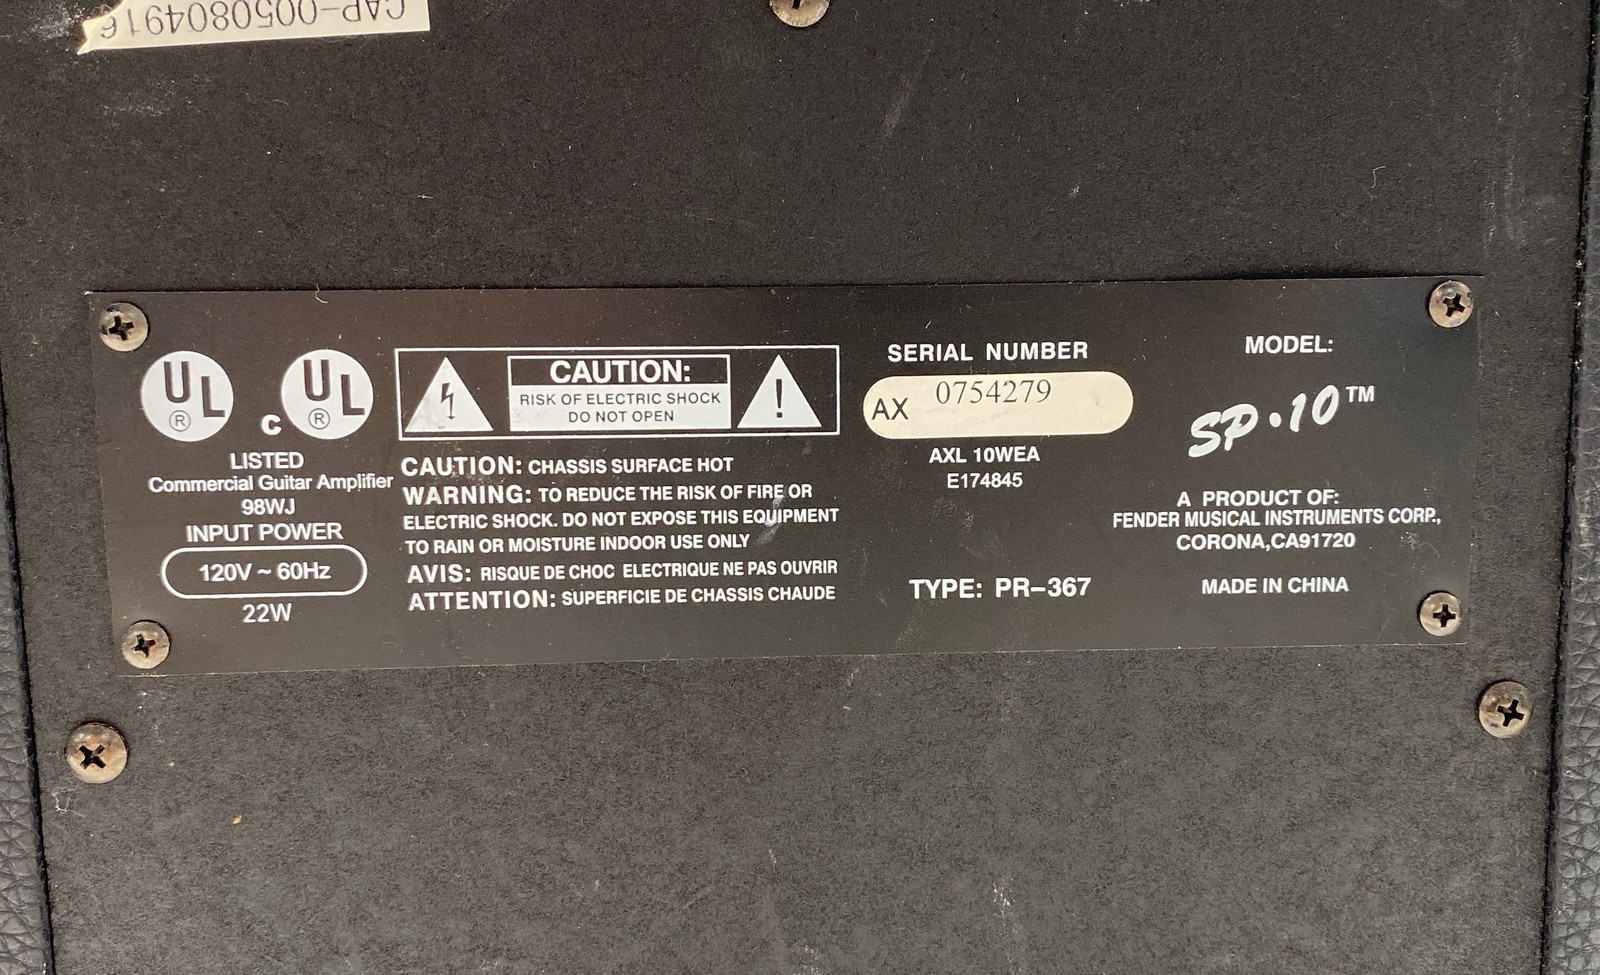 CAP-0050804916
UL
®
C
UL
®
LISTED
Commercial Guitar Amplifier
98WJ
INPUT POWER
120V ~ 60Hz
22W
CAUTION:
RISK OF ELECTRIC SHOCK
DO NOT OPEN
!
CAUTION: CHASSIS SURFACE HOT
WARNING: TO REDUCE THE RISK OF FIRE OR
ELECTRIC SHOCK. DO NOT EXPOSE THIS EQUIPMENT
TO RAIN OR MOISTURE INDOOR USE ONLY
AVIS: RISQUE DE CHOC ELECTRIQUE NE PAS OUVRIR
ATTENTION: SUPERFICIE DE CHASSIS CHAUDE
SERIAL NUMBER
AX 0754279
AXL 10WEA
E174845
TYPE: PR-367
MODEL:
SP•10™
A PRODUCT OF:
FENDER MUSICAL INSTRUMENTS CORP.,
CORONA,CA91720
MADE IN CHINA